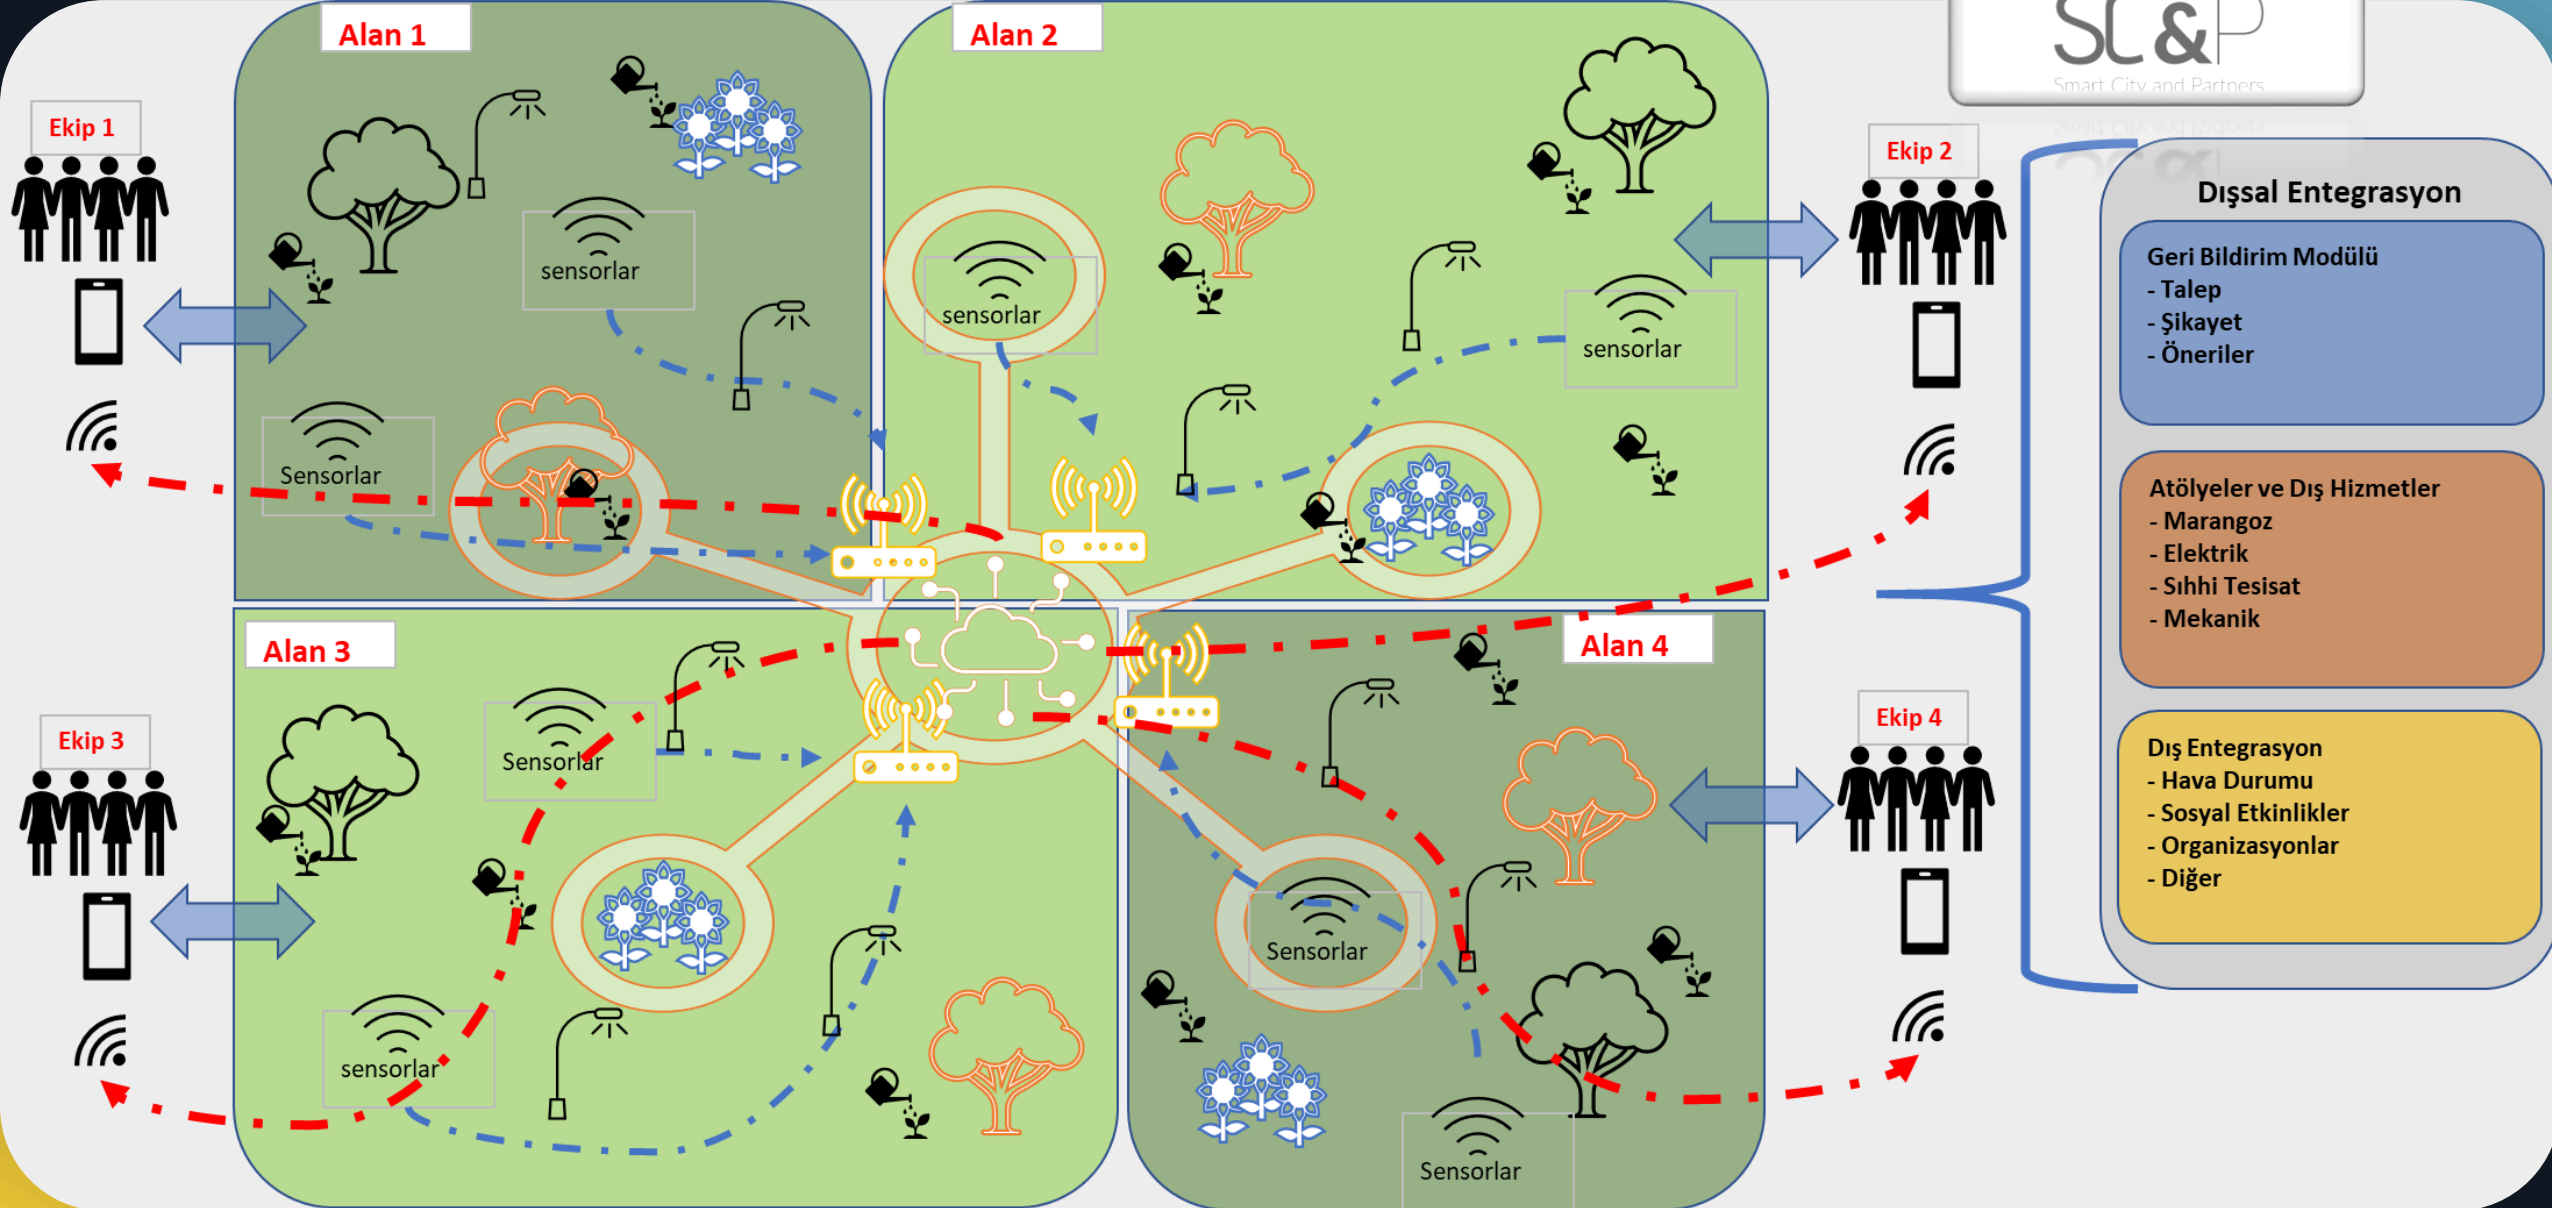 Alan 1
Alan 2
SC&P
Smart City and Partners
Ekip 1
Ekip 2
Dışsal Entegrasyon
Geri Bildirim Modülü
- Talep
- Şikayet
- Öneriler
sensorlar
sensorlar
sensorlar
Sensorlar
Atölyeler ve Dış Hizmetler
- Marangoz
- Elektrik
- Sıhhi Tesisat
- Mekanik
Alan 3
Alan 4
Ekip 3
Ekip 4
Sensorlar
Dış Entegrasyon
- Hava Durumu
- Sosyal Etkinlikler
- Organizasyonlar
- Diğer
Sensorlar
sensorlar
Sensorlar